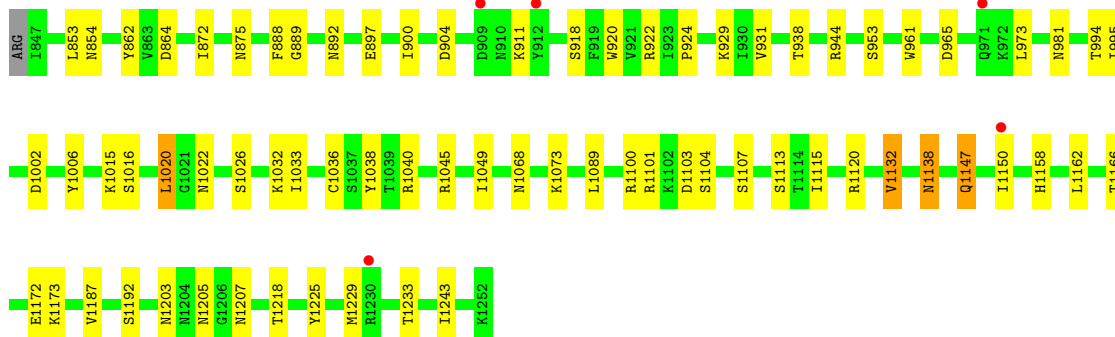 ARG I847 L853 N854 Y862 V863 D864 I872 N875 F888 G889 N892 E897 I900 D904 D909 N910 K911 Y912 S918 F919 W920 V921 R922 I923 P924 K929 I930 V931 T938 R944 S953 W961 D965 Q971 K972 L973 N981 T994
D1002 Y1006 K1015 S1016 L1020 G1021 N1022 S1026 K1032 I1033 C1036 S1037 Y1038 T1039 R1040 R1045 I1049 N1068 K1073 L1089 R1100 R1101 K1102 D1103 S1104 S1107 S1113 T1114 I1115 R1120 V1132 N1138 Q1147 I1150 H1158 L1162 T1166
E1172 K1173 V1187 S1192 N1203 N1204 N1205 G1206 N1207 T1218 Y1225 M1229 R1230 T1233 I1243 K1252